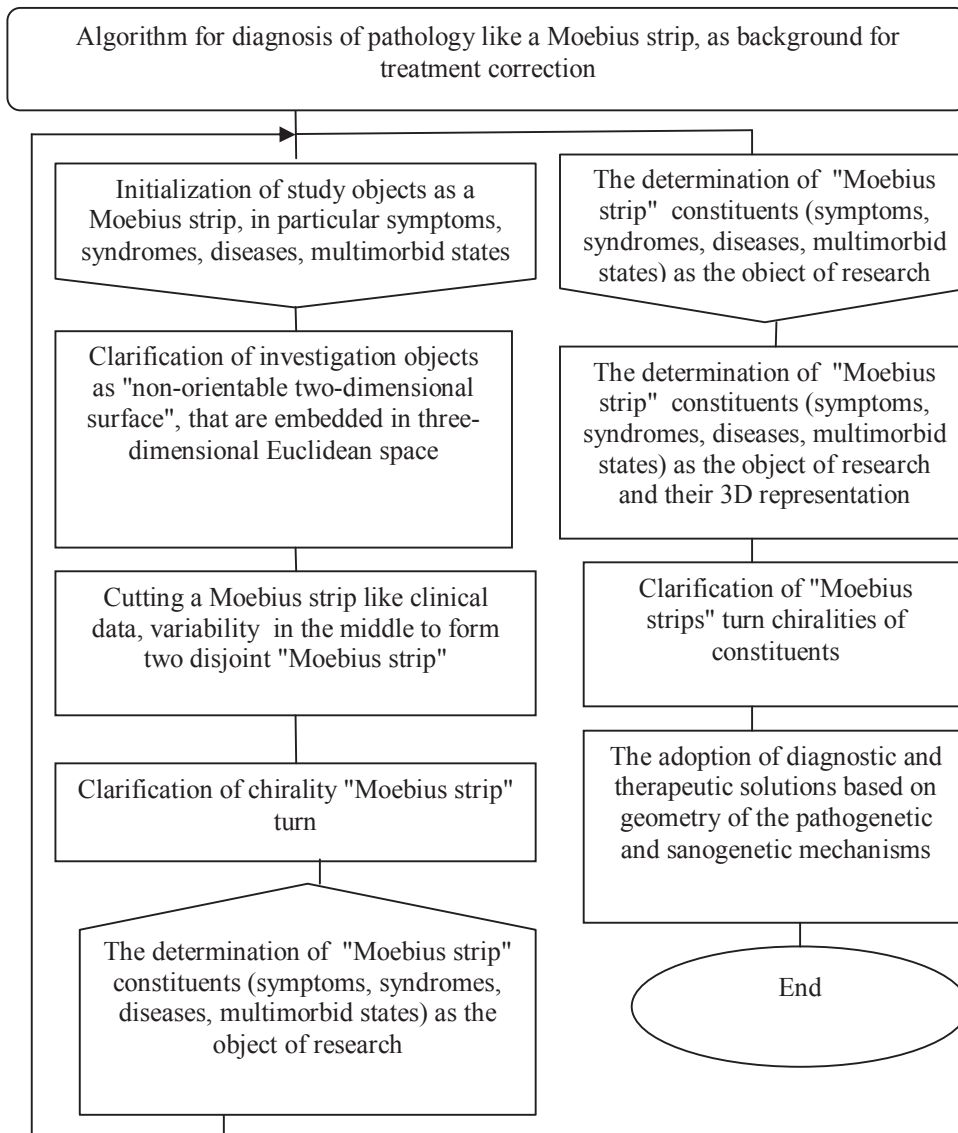 Algorithm for diagnosis of pathology like a Moebius strip, as background for
treatment correction
Initialization of study objects as a
Moebius strip, in particular symptoms,
syndromes, diseases, multimorbid states
Clarification of investigation objects
as "non-orientable two-dimensional
surface", that are embedded in three-
dimensional Euclidean space
Cutting a Moebius strip like clinical
data, variability in the middle to form
two disjoint "Moebius strip"
Clarification of chirality "Moebius strip"
turn
The determination of "Moebius strip"
constituents (symptoms, syndromes,
diseases, multimorbid states) as the
object of research
The determination of "Moebius
strip" constituents (symptoms,
syndromes, diseases, multimorbid
states) as the object of research
The determination of "Moebius
strip" constituents (symptoms,
syndromes, diseases, multimorbid
states) as the object of research
and their 3D representation
Clarification of "Moebius
strips" turn chiralities of
constituents
The adoption of diagnostic and
therapeutic solutions based on
geometry of the pathogenetic
and sanogenetic mechanisms
End